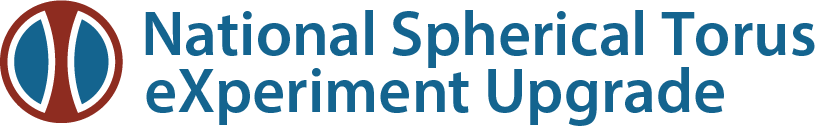 National Spherical Torus
eXperiment Upgrade